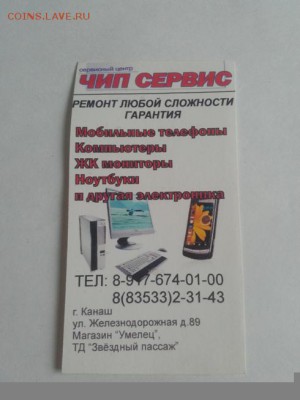 COINS.LAVE.RU
сервисный центр
ЧИП СЕРВИС
РЕМОНТ ЛЮБОЙ СЛОЖНОСТИ
ГАРАНТИЯ
Мобильные телефоны
Компьютеры
ЖК мониторы
Ноутбуки
и другая электроника
ТЕЛ: 8-917-674-01-00
8(83533)2-31-43
г. Канаш
ул. Железнодорожная д.89
Магазин "Умелец",
ТД "Звёздный пассаж"